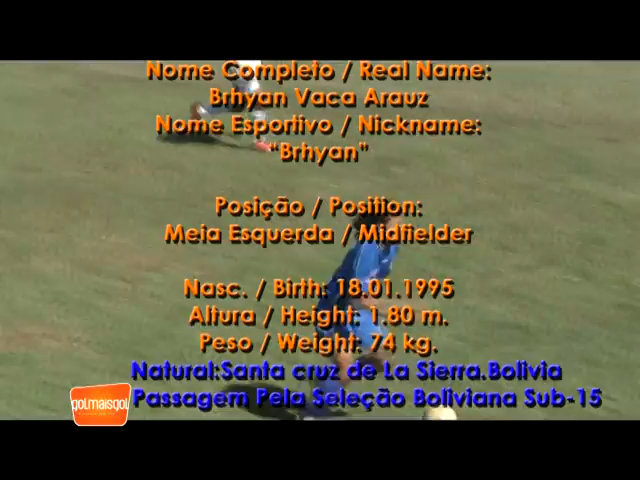 Nome Completo / Real Name:
Brhyan Vaca Arauz
Nome Esportivo / Nickname:
"Brhyan"
Posição / Position:
Meia Esquerda / Midfielder
Nasc. / Birth: 18.01.1995
Altura / Height: 1.80 m.
Peso / Weight: 74 kg.
Natural:Santa cruz de La Sierra.Bolivia
Passagem Pela Seleção Boliviana Sub-15
golmaisgol